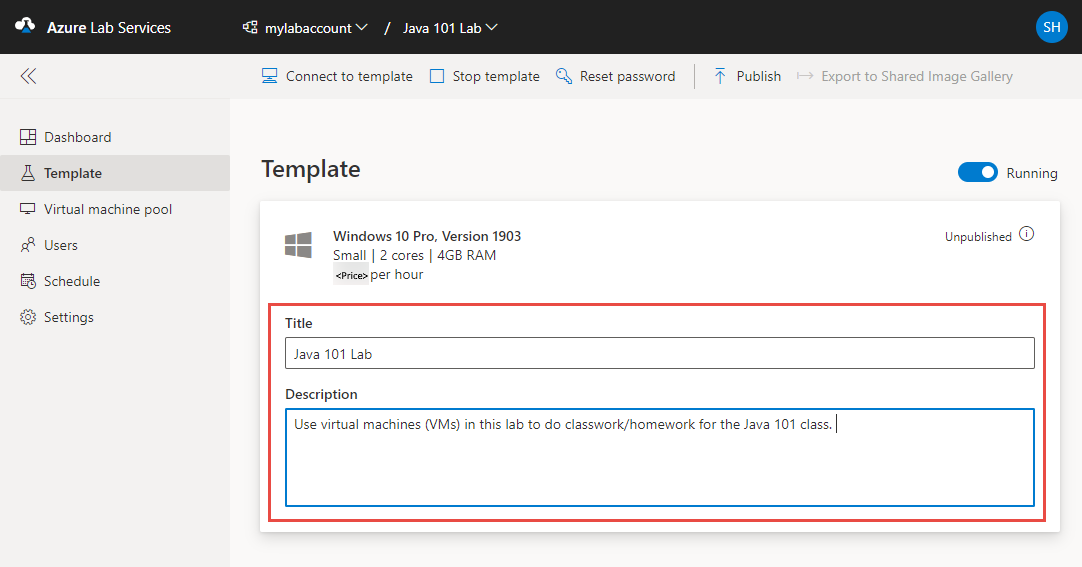 Azure Lab Services mylabaccount / Java 101 Lab SH
Connect to template Stop template Reset password Publish Export to Shared Image Gallery
Dashboard
Template
Virtual machine pool
Users
Schedule
Settings
Template
Running
Windows 10 Pro, Version 1903
Unpublished
Small | 2 cores | 4GB RAM
<Price> per hour
Title
Java 101 Lab
Description
Use virtual machines (VMs) in this lab to do classwork/homework for the Java 101 class.